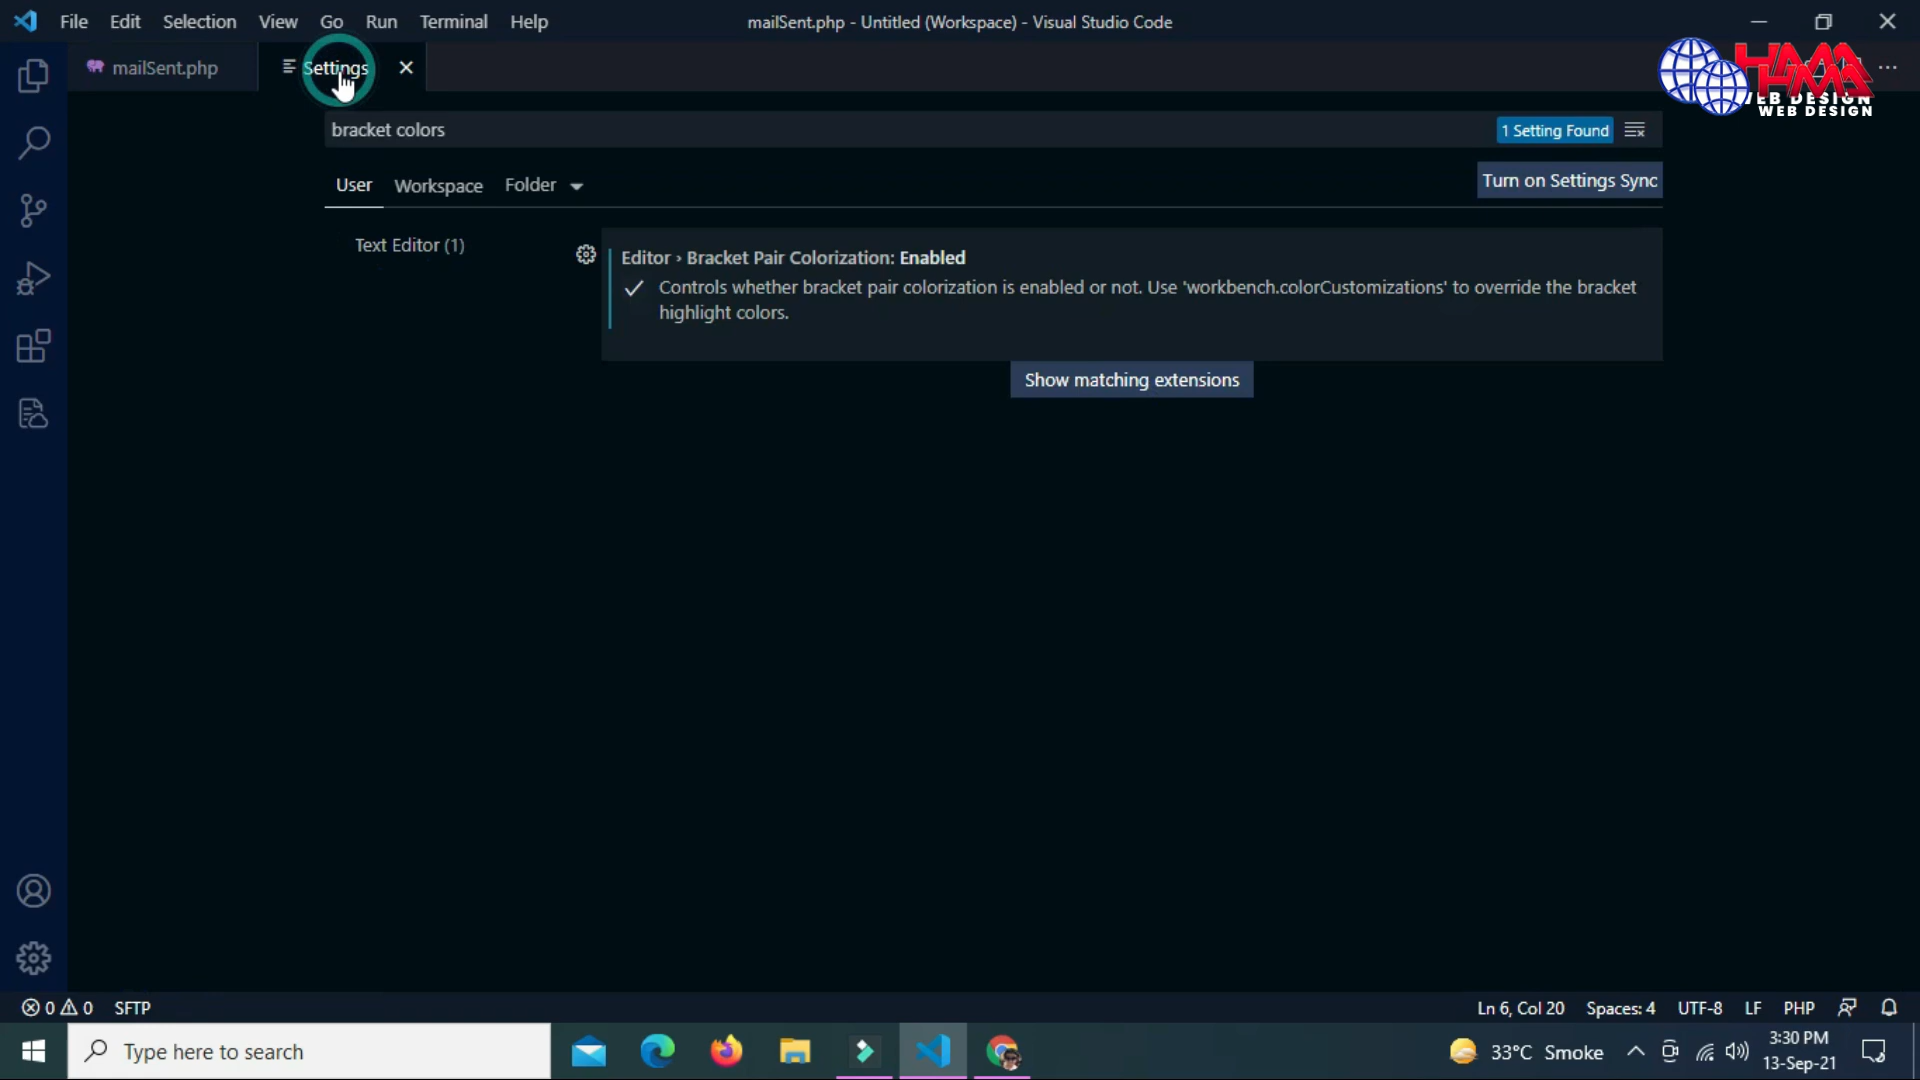 File Edit Selection View Go Run Terminal Help
mailSent.php - Untitled (Workspace) - Visual Studio Code
mailSent.php
Settings
HMA
WEB DESIGN
WEB DESIGN
bracket colors
1 Setting Found
User Workspace Folder
Turn on Settings Sync
Text Editor (1)
Editor › Bracket Pair Colorization: Enabled
Controls whether bracket pair colorization is enabled or not. Use 'workbench.colorCustomizations' to override the bracket
highlight colors.
Show matching extensions
0 0 SFTP
Ln 6, Col 20 Spaces: 4 UTF-8 LF PHP
Type here to search
33°C Smoke
3:30 PM
13-Sep-21